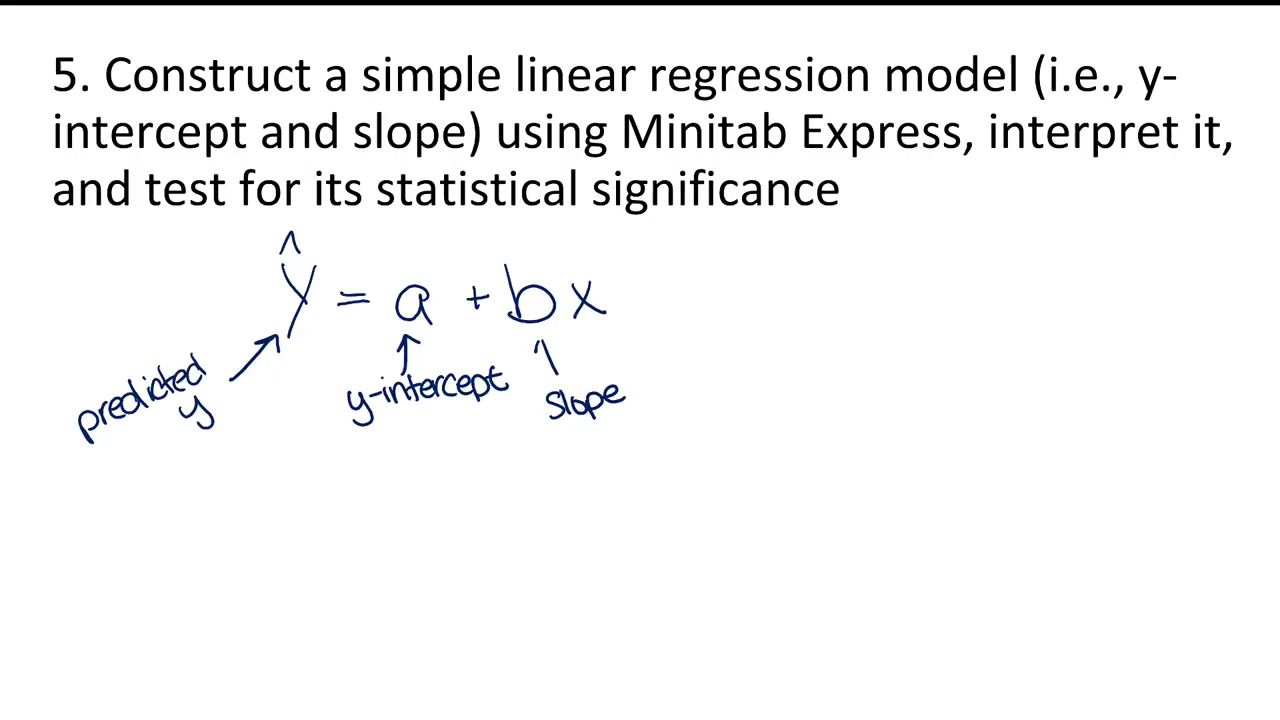 5. Construct a simple linear regression model (i.e., y-
intercept and slope) using Minitab Express, interpret it,
and test for its statistical significance
ŷ = a + bx
predicted
y
y-intercept
slope